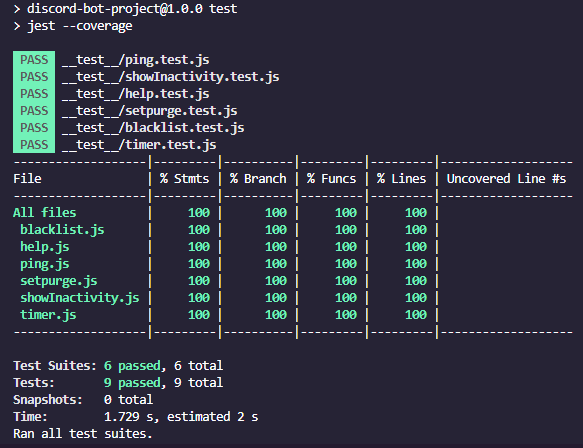 > discord-bot-project@1.0.0 test
> jest --coverage
PASS __test__/ping.test.js
PASS __test__/showInactivity.test.js
PASS __test__/help.test.js
PASS __test__/setpurge.test.js
PASS __test__/blacklist.test.js
PASS __test__/timer.test.js
-------------------|---------|----------|---------|---------|-------------------
File               | % Stmts | % Branch | % Funcs | % Lines | Uncovered Line #s
-------------------|---------|----------|---------|---------|-------------------
All files          |     100 |      100 |     100 |     100 |
 blacklist.js      |     100 |      100 |     100 |     100 |
 help.js           |     100 |      100 |     100 |     100 |
 ping.js           |     100 |      100 |     100 |     100 |
 setpurge.js       |     100 |      100 |     100 |     100 |
 showInactivity.js |     100 |      100 |     100 |     100 |
 timer.js          |     100 |      100 |     100 |     100 |
-------------------|---------|----------|---------|---------|-------------------
Test Suites: 6 passed, 6 total
Tests:       9 passed, 9 total
Snapshots:   0 total
Time:        1.729 s, estimated 2 s
Ran all test suites.